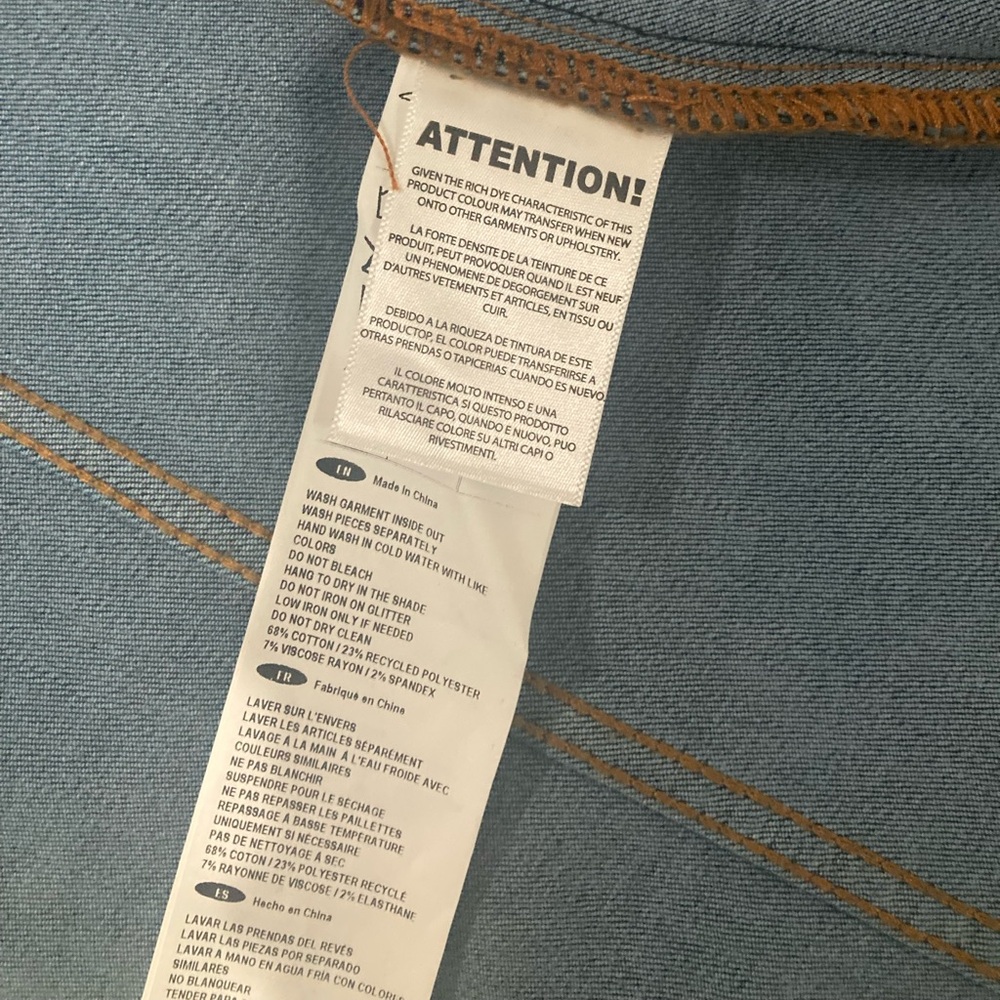 ATTENTION!
GIVEN THE RICH DYE CHARACTERISTIC OF THIS
PRODUCT COLOUR MAY TRANSFER WHEN NEW
ONTO OTHER GARMENTS OR UPHOLSTERY.
LA FORTE DENSITE DE LA TEINTURE DE CE
PRODUIT, PEUT PROVOQUER QUAND IL EST NEUF
UN PHENOMENE DE DEGORGEMENT SUR
D'AUTRES VETEMENTS ET ARTICLES, EN TISSU OU
CUIR.
DEBIDO A LA RIQUEZA DE TINTURA DE ESTE
PRODUCTOP, EL COLOR PUEDE TRANSFERIRSE A
OTRAS PRENDAS O TAPICERIAS CUANDO ES NUEVO.
IL COLORE MOLTO INTENSO E UNA
CARATTERISTICA SI QUESTO PRODOTTO
PERTANTO IL CAPO, QUANDO E NUOVO, PUO
RILASCIARE COLORE SU ALTRI CAPI O
RIVESTIMENTI.
EN Made In China
WASH GARMENT INSIDE OUT
WASH PIECES SEPARATELY
HAND WASH IN COLD WATER WITH LIKE
COLORS
DO NOT BLEACH
HANG TO DRY IN THE SHADE
DO NOT IRON ON GLITTER
LOW IRON ONLY IF NEEDED
DO NOT DRY CLEAN
68% COTTON / 23% RECYCLED POLYESTER
7% VISCOSE RAYON / 2% SPANDEX
FR Fabriqué en Chine
LAVER SUR L'ENVERS
LAVER LES ARTICLES SÉPARÉMENT
LAVAGE À LA MAIN À L'EAU FROIDE AVEC
COULEURS SIMILAIRES
NE PAS BLANCHIR
SUSPENDRE POUR LE SÉCHAGE
NE PAS REPASSER LES PAILLETTES
REPASSAGE À BASSE TEMPÉRATURE
UNIQUEMENT SI NÉCESSAIRE
PAS DE NETTOYAGE À SEC
68% COTON / 23% POLYESTER RECYCLÉ
7% RAYONNE DE VISCOSE / 2% ELASTHANE
ES Hecho en China
LAVAR LAS PRENDAS DEL REVÉS
LAVAR LAS PIEZAS POR SEPARADO
LAVAR A MANO EN AGUA FRÍA CON COLORES
SIMILARES
NO BLANQUEAR
TENDER PARA